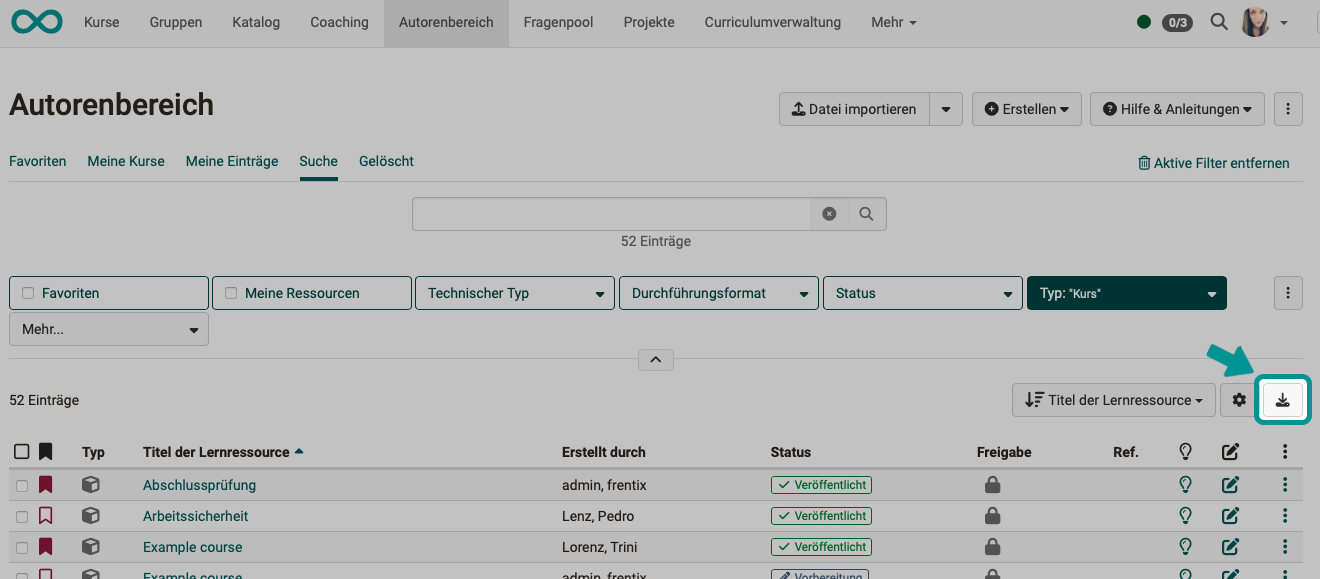 Kurse Gruppen Katalog Coaching Autorenbereich Fragenpool Projekte Curriculumverwaltung Mehr 0/3
Autorenbereich
Datei importieren Erstellen Hilfe & Anleitungen
Favoriten Meine Kurse Meine Einträge Suche Gelöscht Aktive Filter entfernen
52 Einträge
Favoriten Meine Ressourcen Technischer Typ Durchführungsformat Status Typ: "Kurs"
Mehr...
52 Einträge Titel der Lernressource
Typ Titel der Lernressource Erstellt durch Status Freigabe Ref.
Abschlussprüfung admin, frentix Veröffentlicht
Arbeitssicherheit Lenz, Pedro Veröffentlicht
Example course Lorenz, Trini Veröffentlicht
Example course admin, frentix Vorbereitung